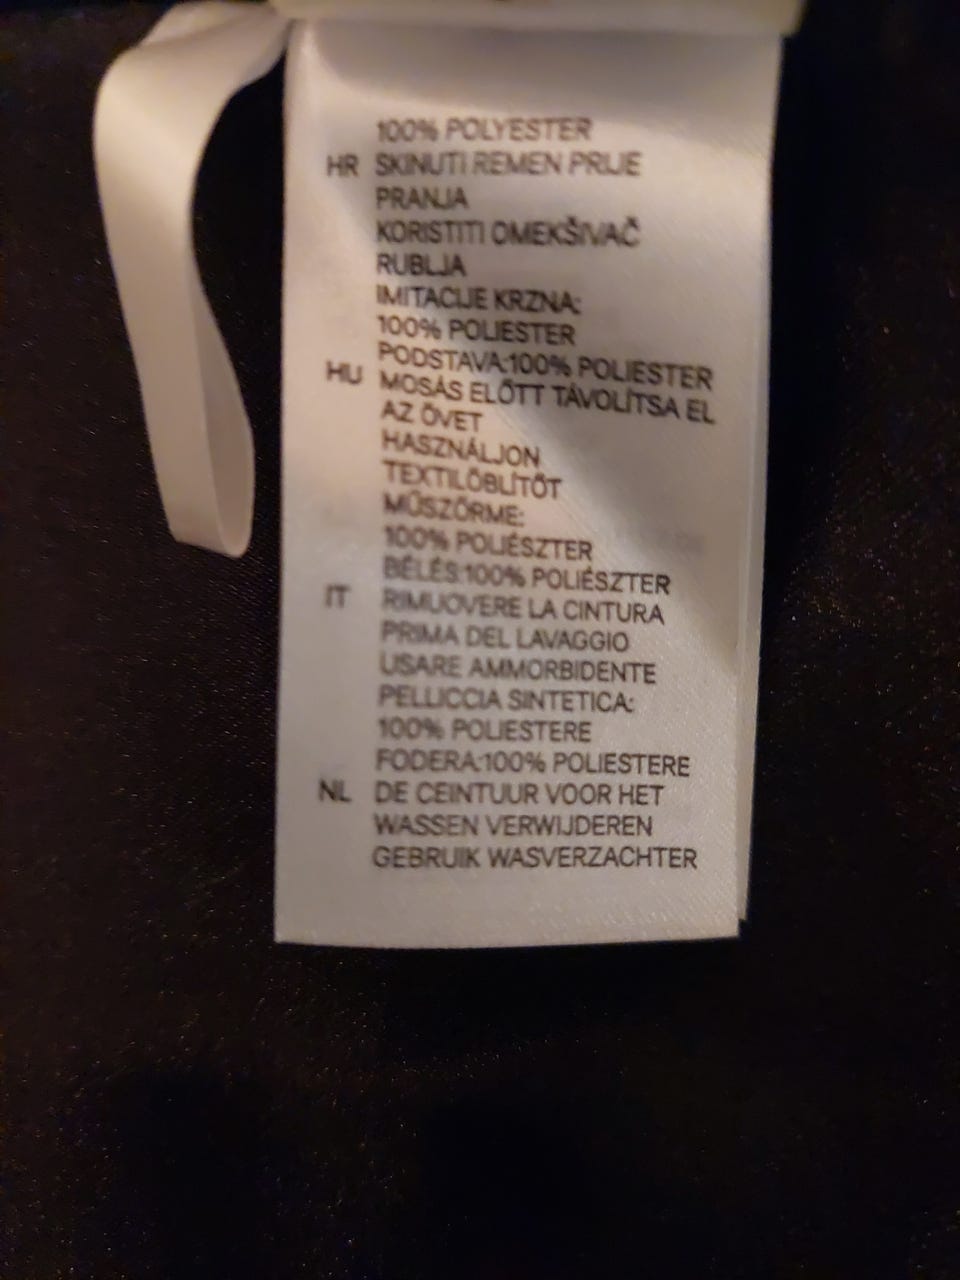 100% POLYESTER
HR SKINUTI REMEN PRIJE
PRANJA
KORISTITI OMEKŠIVAČ
RUBLJA
IMITACIJE KRZNA:
100% POLIESTER
PODSTAVA:100% POLIESTER
HU MOSÁS ELŐTT TÁVOLÍTSA EL
AZ ÖVET
HASZNÁLJON
TEXTILÖBLÍTŐT
MŰSZŐRME:
100% POLIÉSZTER
BÉLÉS:100% POLIÉSZTER
IT RIMUOVERE LA CINTURA
PRIMA DEL LAVAGGIO
USARE AMMORBIDENTE
PELLICCIA SINTETICA:
100% POLIESTERE
FODERA:100% POLIESTERE
NL DE CEINTUUR VOOR HET
WASSEN VERWIJDEREN
GEBRUIK WASVERZACHTER